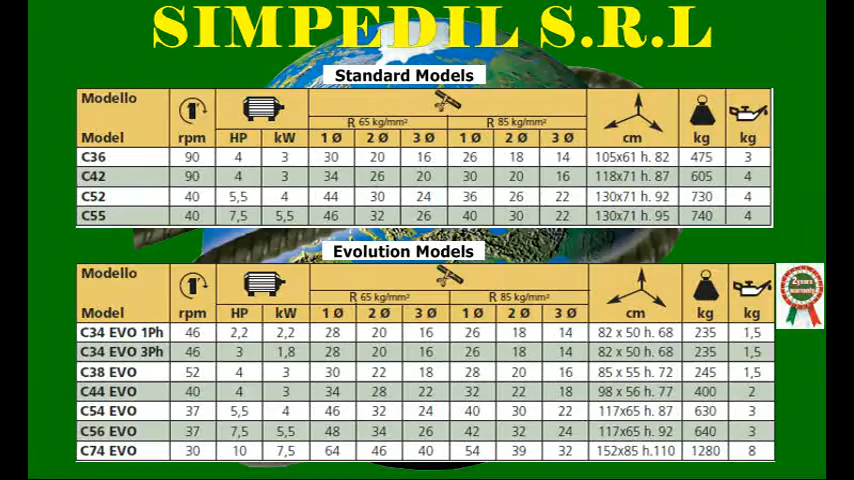 SIMPEDIL S.R.L
Standard Models
Modello
R 65 kg/mm² R 85 kg/mm²
Model rpm HP kW 1 Ø 2 Ø 3 Ø 1 Ø 2 Ø 3 Ø cm kg kg
C36 90 4 3 30 20 16 26 18 14 105x61 h. 82 475 3
C42 90 4 3 34 26 20 30 20 16 118x71 h. 87 605 4
C52 40 5,5 4 44 30 24 36 26 22 130x71 h. 92 730 4
C55 40 7,5 5,5 46 32 26 40 30 22 130x71 h. 95 740 4
Evolution Models
Modello
R 65 kg/mm² R 85 kg/mm²
Model rpm HP kW 1 Ø 2 Ø 3 Ø 1 Ø 2 Ø 3 Ø cm kg kg
C34 EVO 1Ph 46 2,2 2,2 28 20 16 26 18 14 82 x 50 h. 68 235 1,5
C34 EVO 3Ph 46 3 1,8 28 20 16 26 18 14 82 x 50 h. 68 235 1,5
C38 EVO 52 4 3 30 22 18 28 20 16 85 x 55 h. 72 245 1,5
C44 EVO 40 4 3 34 28 22 32 22 18 98 x 56 h. 77 400 2
C54 EVO 37 5,5 4 46 32 24 40 30 22 117x65 h. 87 630 3
C56 EVO 37 7,5 5,5 48 34 26 42 32 24 117x65 h. 92 640 3
C74 EVO 30 10 7,5 64 46 40 54 39 32 152x85 h.110 1280 8
2years
warranty